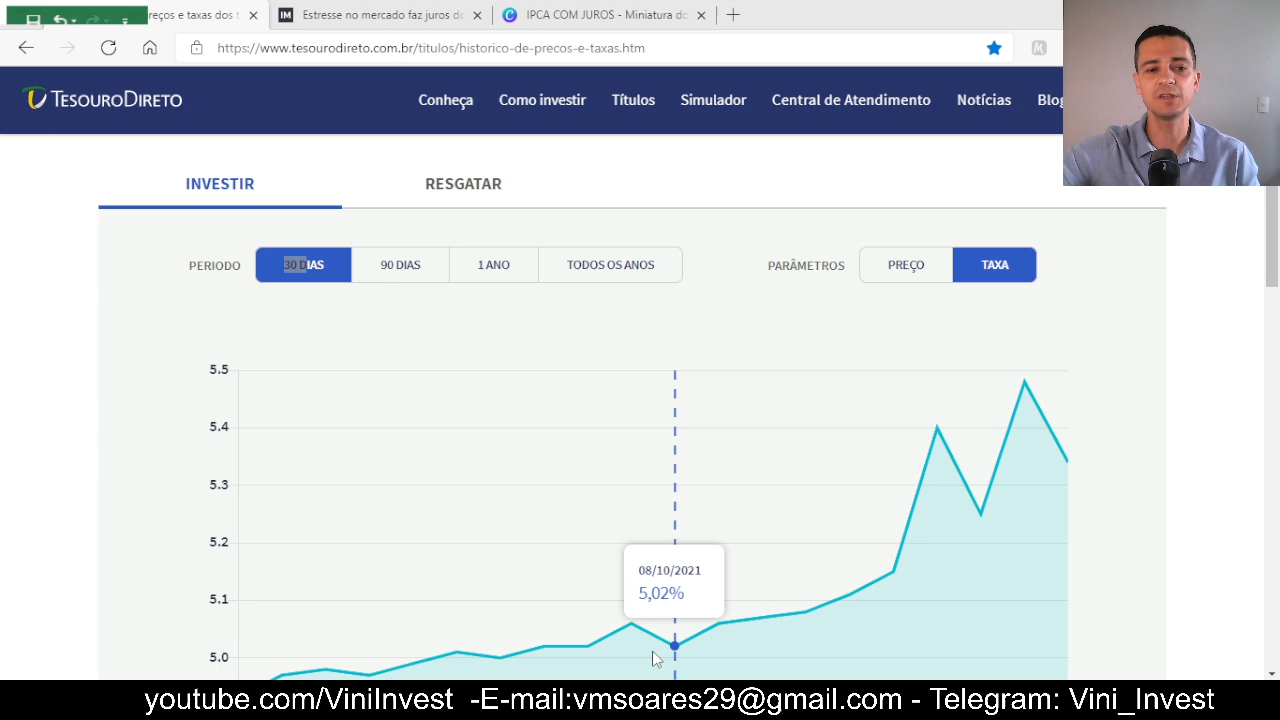 reços e taxas dos t
Estresse no mercado faz juros do
IPCA COM JUROS - Miniatura do
https://www.tesourodireto.com.br/titulos/historico-de-precos-e-taxas.htm
TESOURODIRETO
Conheça
Como investir
Títulos
Simulador
Central de Atendimento
Notícias
Blog
INVESTIR
RESGATAR
PERIODO
30 DIAS
90 DIAS
1 ANO
TODOS OS ANOS
PARÂMETROS
PREÇO
TAXA
5.5
5.4
5.3
5.2
5.1
5.0
08/10/2021
5,02%
youtube.com/ViniInvest -E-mail:vmsoares29@gmail.com - Telegram: Vini_Invest